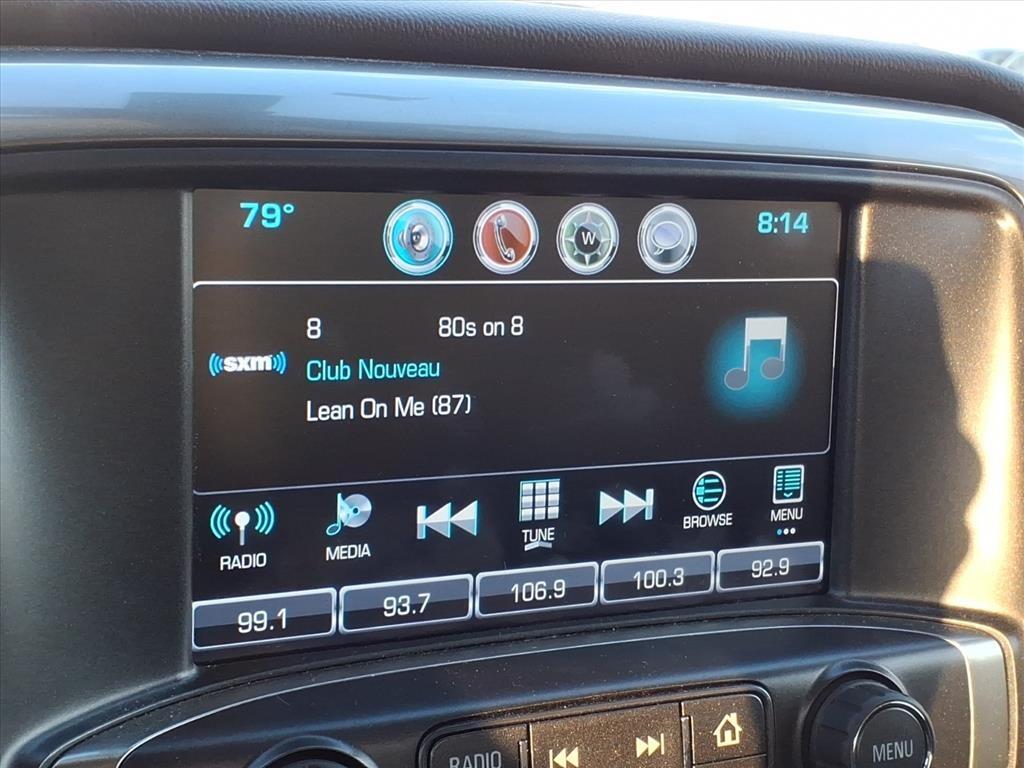 79° W 8:14
8 80s on 8
sxm Club Nouveau
Lean On Me (87)
RADIO MEDIA TUNE BROWSE MENU
99.1 93.7 106.9 100.3 92.9
RADIO MENU